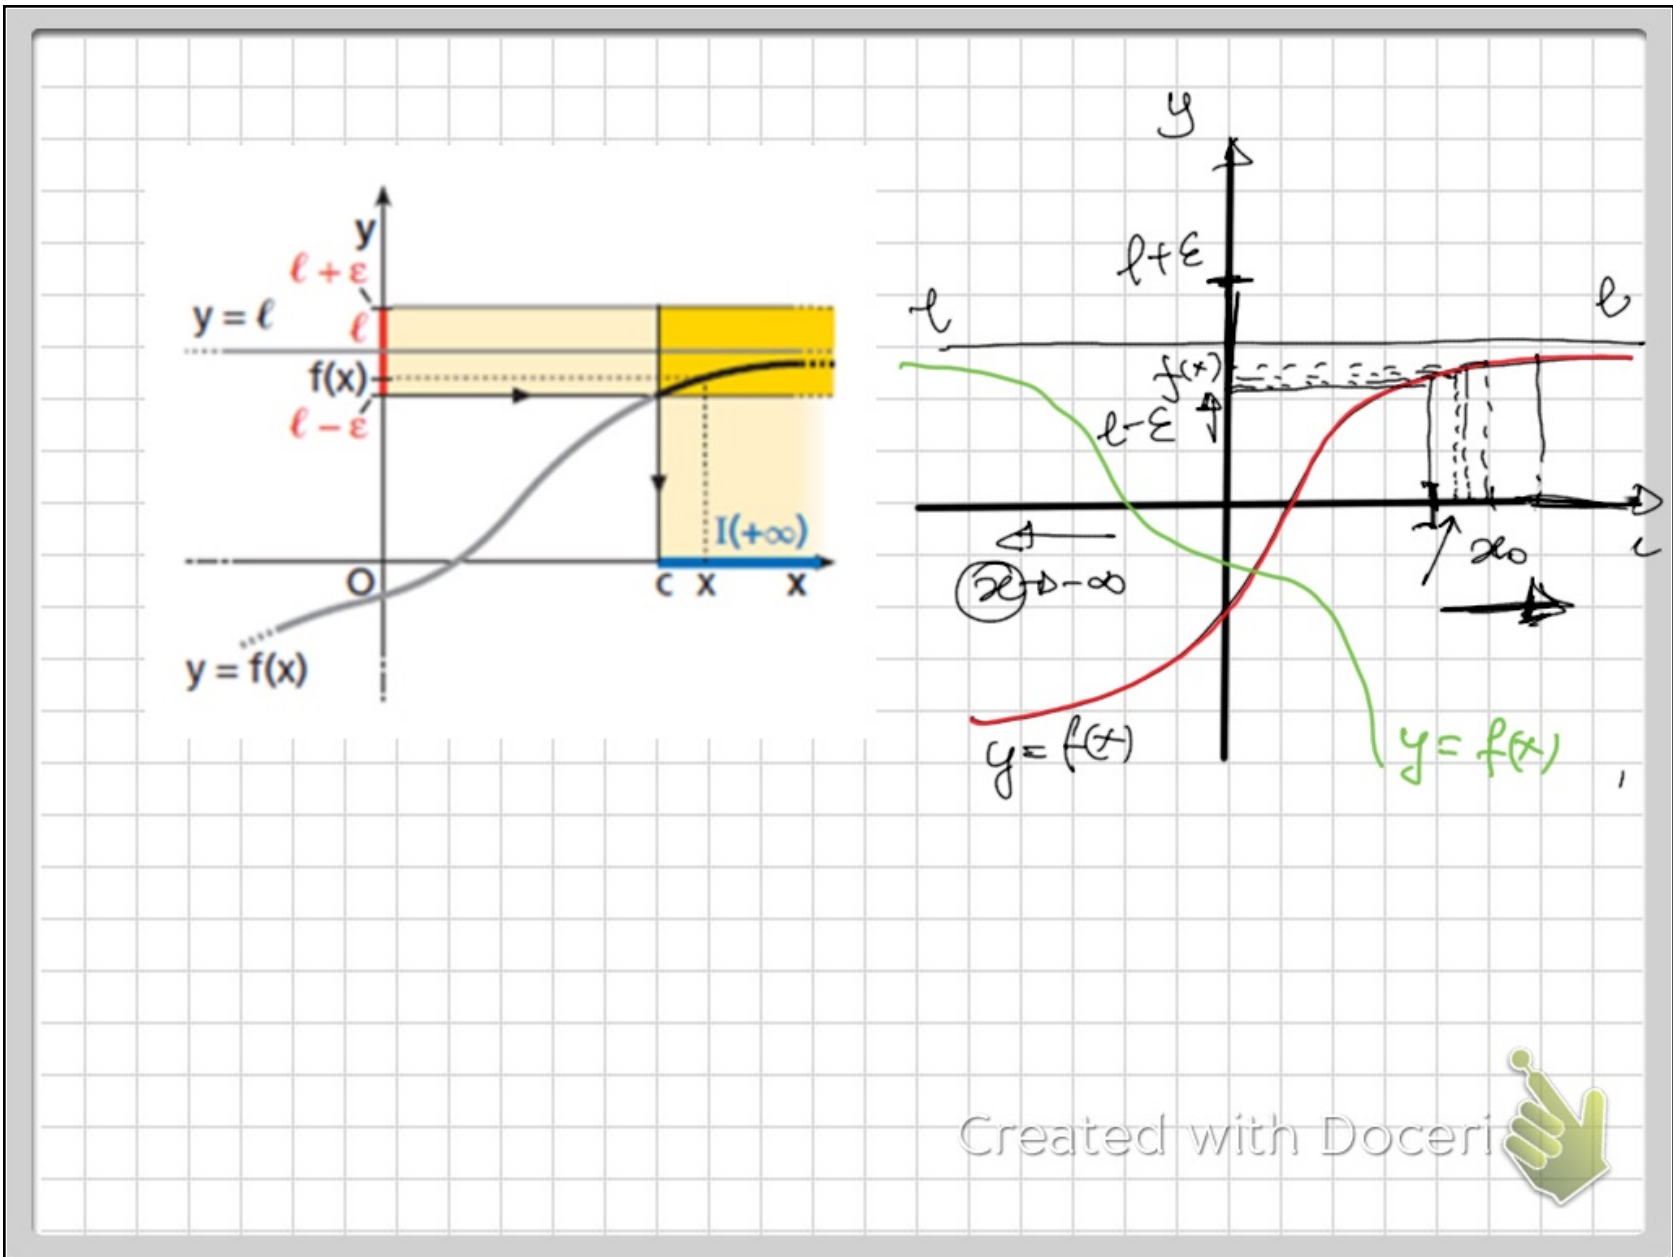 y
ℓ + ε
y = ℓ
ℓ
f(x)
ℓ - ε
I(+∞)
O
c
x
x
y = f(x)
y
l+ε
l
l
f(x)
l-ε
x→-∞
x₀
y = f(x)
y = f(x)
Created with Doceri